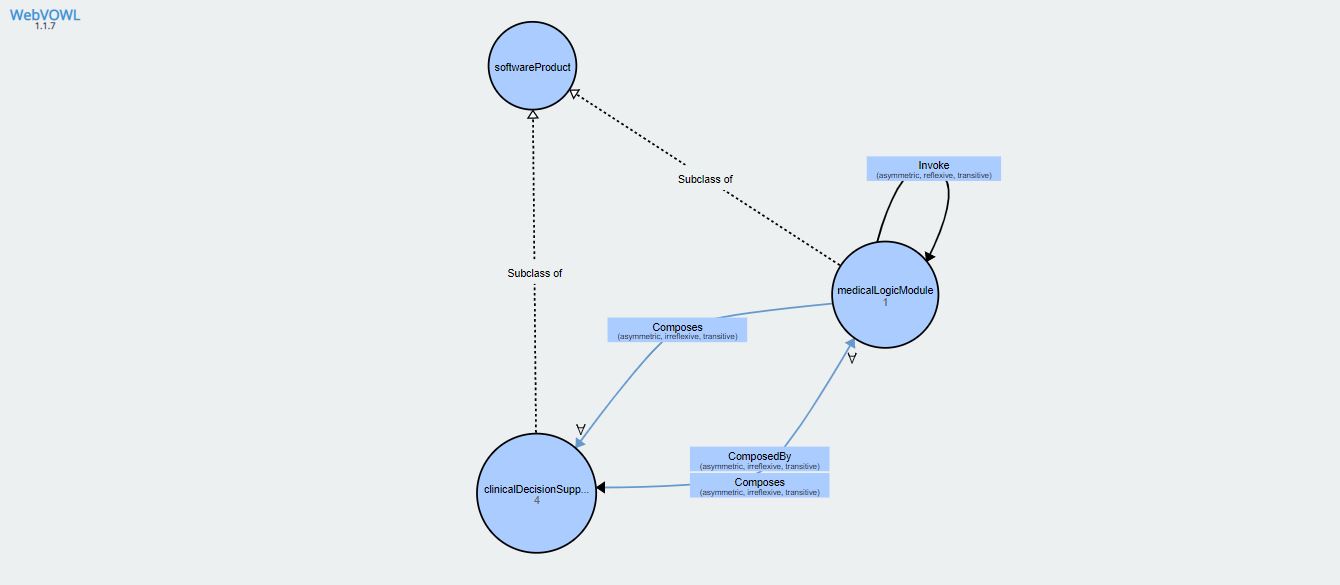 WebVOWL
1.1.7
softwareProduct
Invoke
(asymmetric, reflexive, transitive)
Subclass of
Subclass of
medicalLogicModule
1
Composes
(asymmetric, irreflexive, transitive)
∀
∀
ComposedBy
(asymmetric, irreflexive, transitive)
Composes
(asymmetric, irreflexive, transitive)
clinicalDecisionSupp...
4